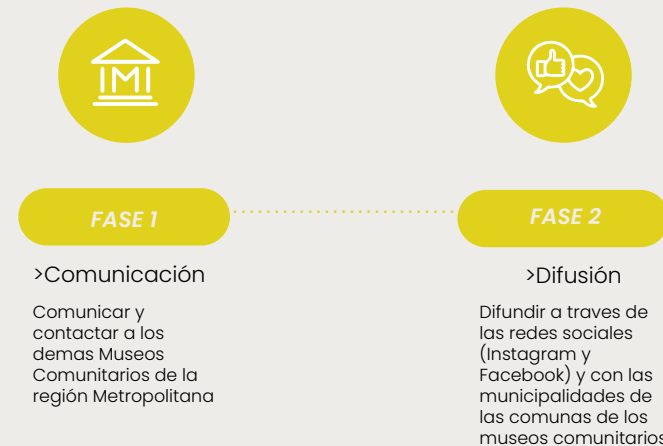 FASE 1
>Comunicación
Comunicar y
contactar a los
demas Museos
Comunitarios de la
región Metropolitana
FASE 2
>Difusión
Difundir a traves de
las redes sociales
(Instagram y
Facebook) y con las
municipalidades de
las comunas de los
museos comunitarios